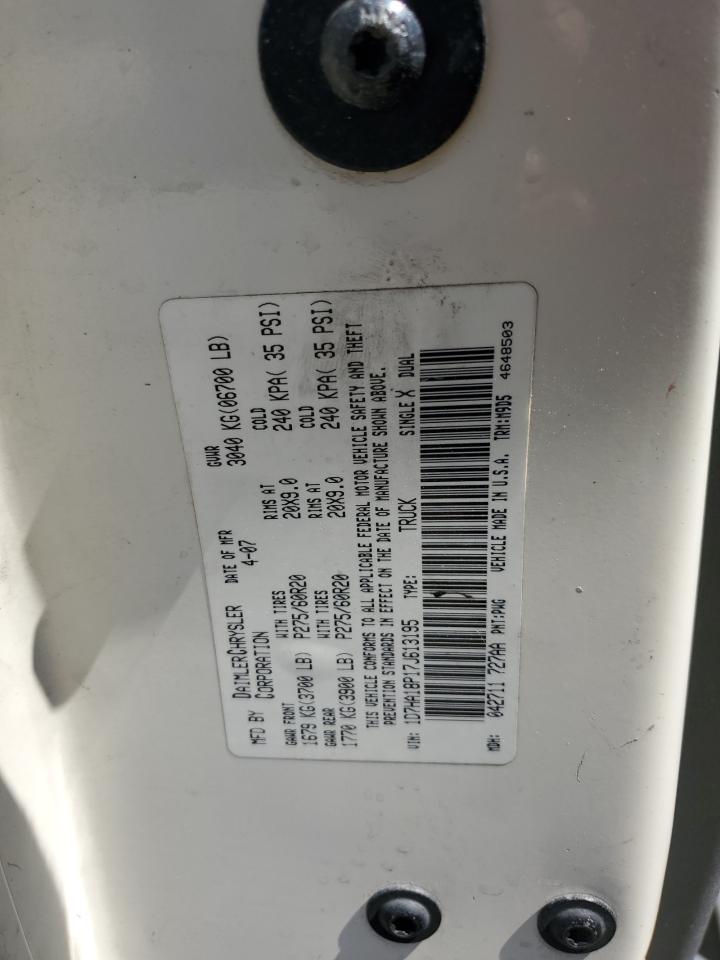 MFD BY DAIMLERCHRYSLER CORPORATION
DATE OF MFR 4-07
GVWR 3040 KG(06700 LB)
GAWR FRONT WITH TIRES RIMS AT COLD
1679 KG(3700 LB) P275/60R20 20X9.0 240 KPA( 35 PSI)
GAWR REAR WITH TIRES RIMS AT COLD
1770 KG(3900 LB) P275/60R20 20X9.0 240 KPA( 35 PSI)
THIS VEHICLE CONFORMS TO ALL APPLICABLE FEDERAL MOTOR VEHICLE SAFETY AND THEFT
PREVENTION STANDARDS IN EFFECT ON THE DATE OF MANUFACTURE SHOWN ABOVE.
VIN: 1D7HA18P17J613195 TYPE: TRUCK SINGLE X DUAL
MDH: 042711 727AA PNT:PWG VEHICLE MADE IN U.S.A. TRM:M9D5 4648503